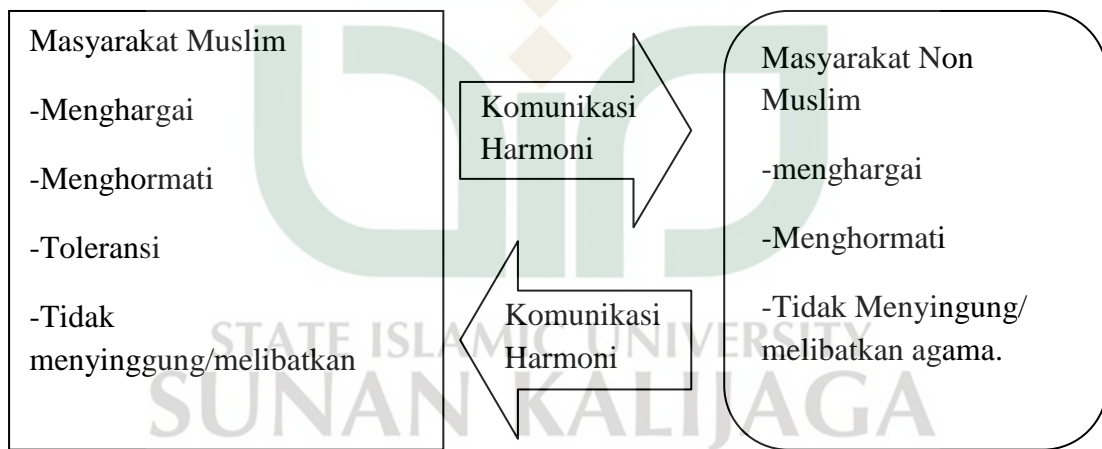 Masyarakat Muslim
-Menghargai
-Menghormati
-Toleransi
-Tidak
menyinggung/melibatkan
Komunikasi
Harmoni
Komunikasi
Harmoni
Masyarakat Non
Muslim
-menghargai
-Menghormati
-Tidak Menyingung/
melibatkan agama.
STATE ISLAMIC UNIVERSITY
SUNAN KALIJAGA